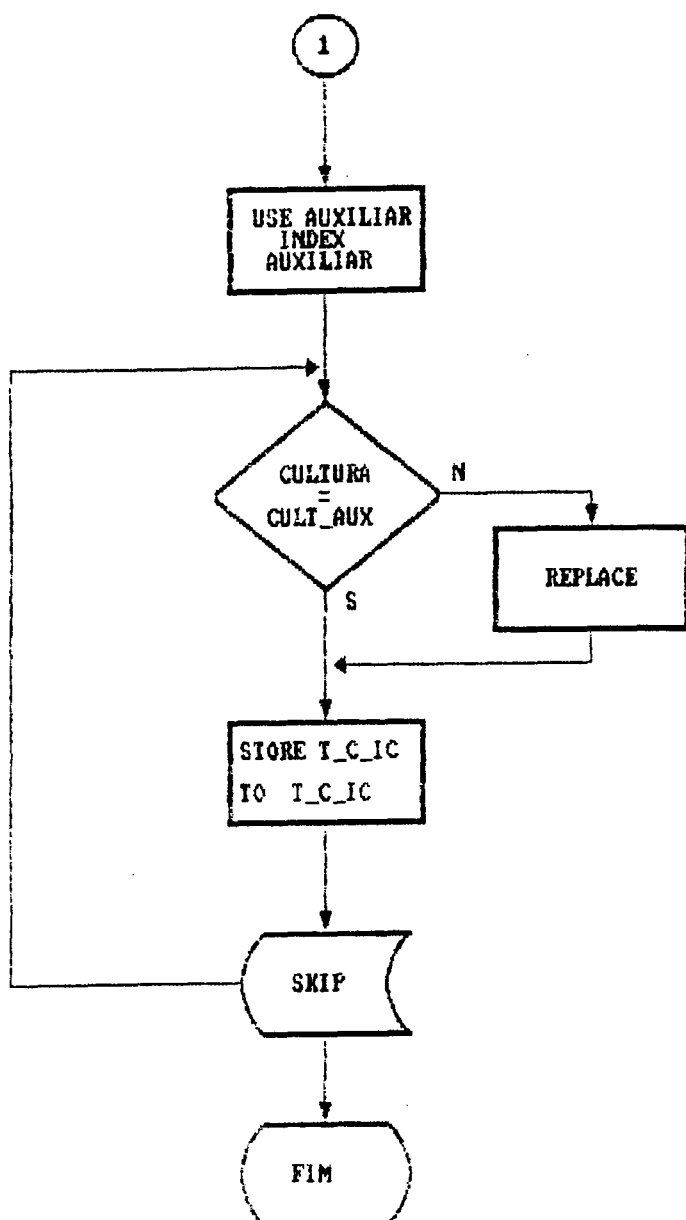 1
USE AUXILIAR
INDEX
AUXILIAR
CULTURA
=
CULT_AUX
N
S
REPLACE
STORE T_C_IC
TO T_C_IC
SKIP
FIM